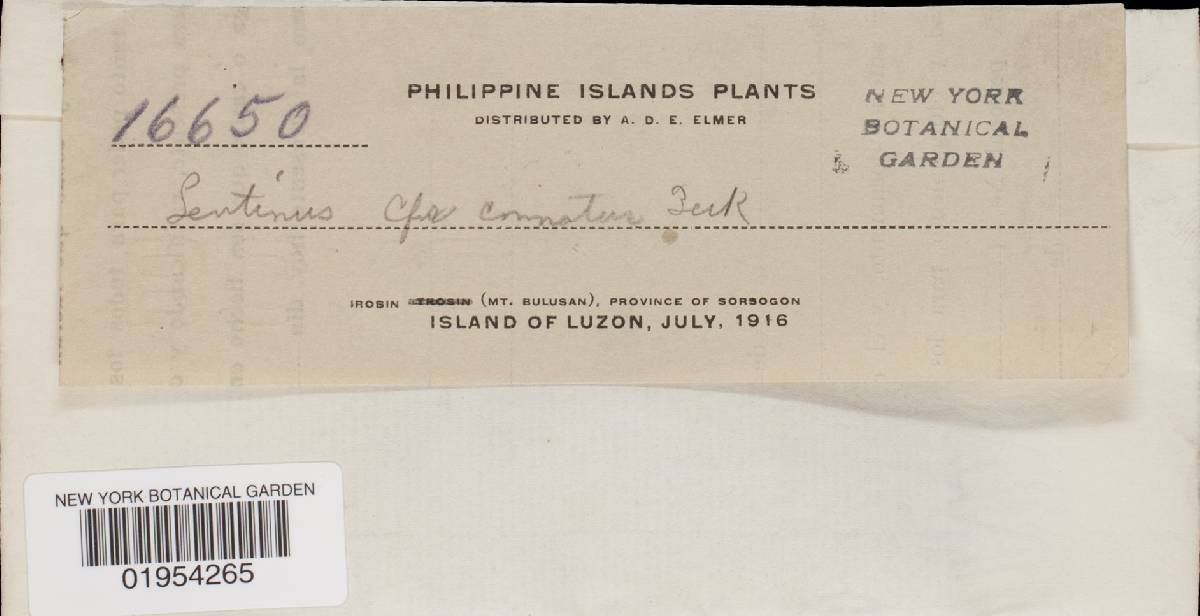 PHILIPPINE ISLANDS PLANTS
DISTRIBUTED BY A. D. E. ELMER
NEW YORK
BOTANICAL
GARDEN
16650
Lentinus Cfr connatus Berk
IROSIN (MT. BULUSAN), PROVINCE OF SORSOGON
ISLAND OF LUZON, JULY, 1916
NEW YORK BOTANICAL GARDEN
01954265